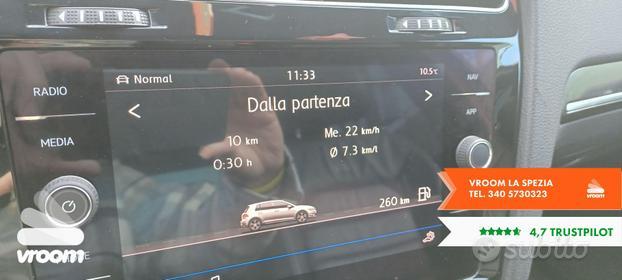 Normal
11:33
10.5°C
RADIO
NAV
Dalla partenza
10 km
Me. 22 km/h
APP
0:30 h
Ø 7.3 km/l
MEDIA
260 km
VROOM LA SPEZIA
TEL. 340 5730323
vroom
4,7 TRUSTPILOT
vroom
subito